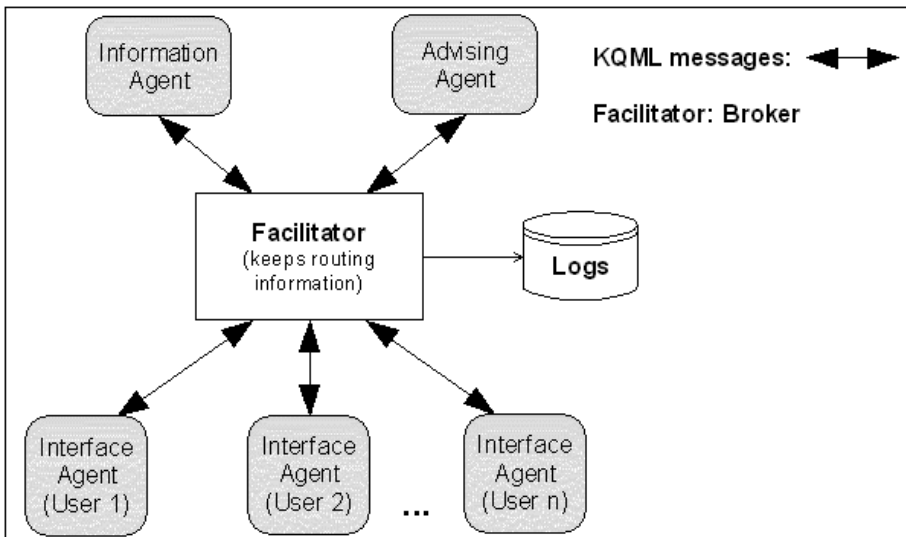 Information
Agent
Advising
Agent
KQML messages:
Facilitator: Broker
Facilitator
(keeps routing
information)
Logs
Interface
Agent
(User 1)
Interface
Agent
(User 2)
...
Interface
Agent
(User n)